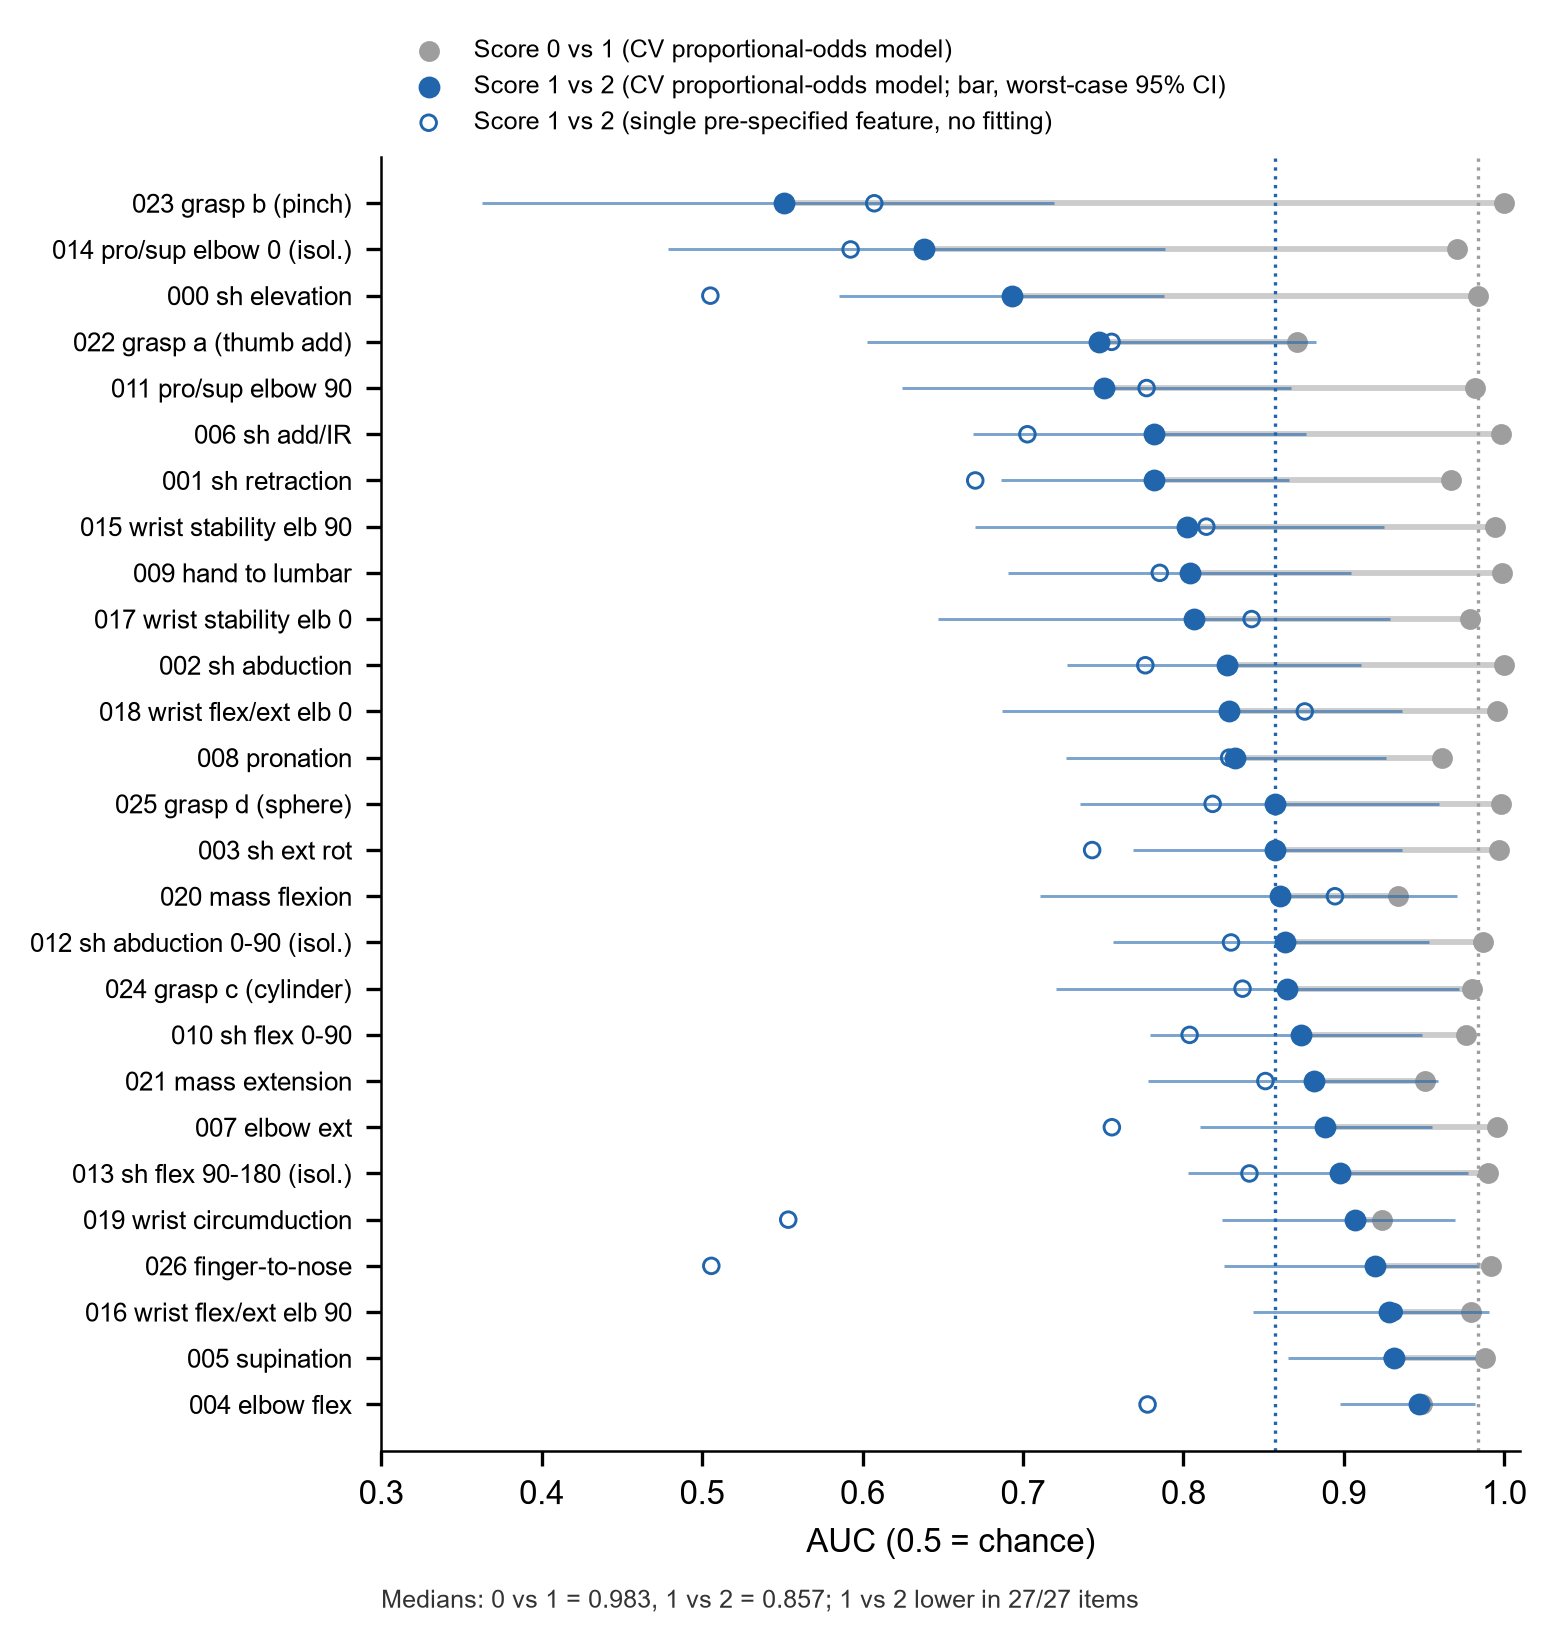 Score 0 vs 1 (CV proportional-odds model)
Score 1 vs 2 (CV proportional-odds model; bar, worst-case 95% CI)
Score 1 vs 2 (single pre-specified feature, no fitting)
023 grasp b (pinch)
014 pro/sup elbow 0 (isol.)
000 sh elevation
022 grasp a (thumb add)
011 pro/sup elbow 90
006 sh add/IR
001 sh retraction
015 wrist stability elb 90
009 hand to lumbar
017 wrist stability elb 0
002 sh abduction
018 wrist flex/ext elb 0
008 pronation
025 grasp d (sphere)
003 sh ext rot
020 mass flexion
012 sh abduction 0-90 (isol.)
024 grasp c (cylinder)
010 sh flex 0-90
021 mass extension
007 elbow ext
013 sh flex 90-180 (isol.)
019 wrist circumduction
026 finger-to-nose
016 wrist flex/ext elb 90
005 supination
004 elbow flex
0.3 0.4 0.5 0.6 0.7 0.8 0.9 1.0
AUC (0.5 = chance)
Medians: 0 vs 1 = 0.983, 1 vs 2 = 0.857; 1 vs 2 lower in 27/27 items